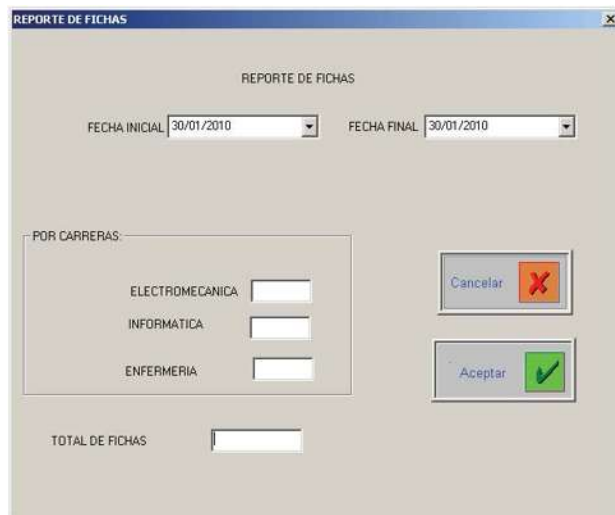 REPORTE DE FICHAS
REPORTE DE FICHAS
FECHA INICIAL 30/01/2010 FECHA FINAL 30/01/2010
POR CARRERAS:
ELECTROMECANICA
INFORMATICA
ENFERMERIA
Cancelar
Aceptar
TOTAL DE FICHAS